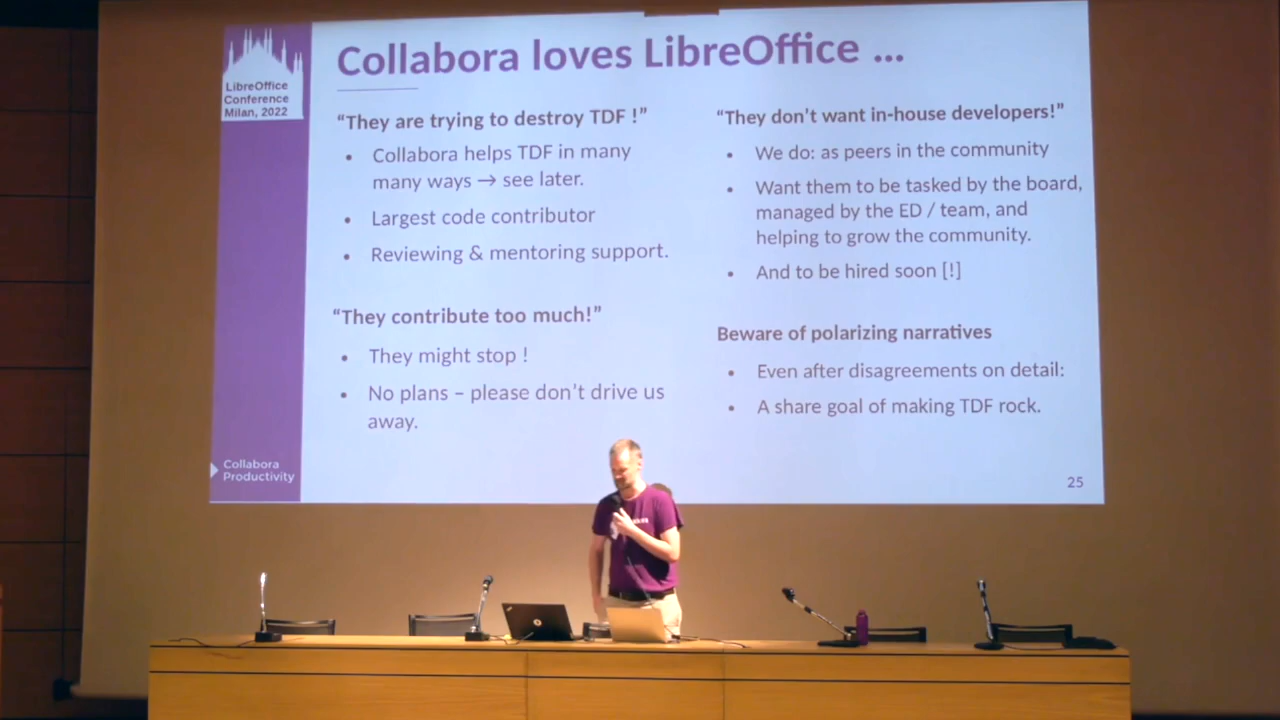 LibreOffice
Conference
Milan, 2022
Collabora loves LibreOffice ...
“They are trying to destroy TDF !”
• Collabora helps TDF in many
many ways → see later.
• Largest code contributor
• Reviewing & mentoring support.
“They contribute too much!”
• They might stop !
• No plans – please don’t drive us
away.
“They don’t want in-house developers!”
• We do: as peers in the community
• Want them to be tasked by the board,
managed by the ED / team, and
helping to grow the community.
• And to be hired soon [!]
Beware of polarizing narratives
• Even after disagreements on detail:
• A share goal of making TDF rock.
Collabora
Productivity
25